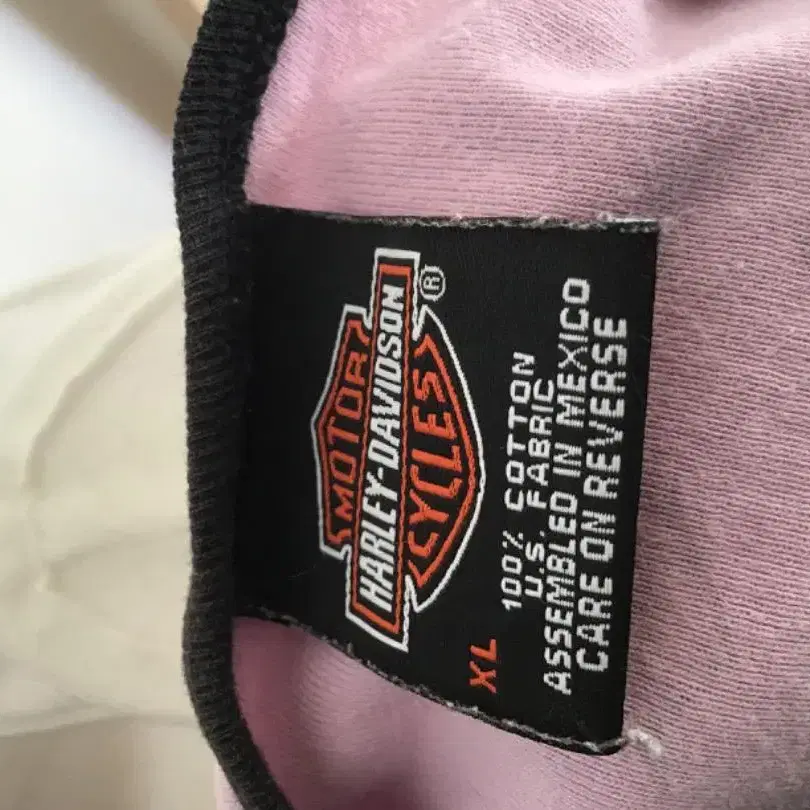 MOTOR
HARLEY-DAVIDSON
®
CYCLES
XL
100% COTTON
U.S. FABRIC
ASSEMBLED IN MEXICO
CARE ON REVERSE